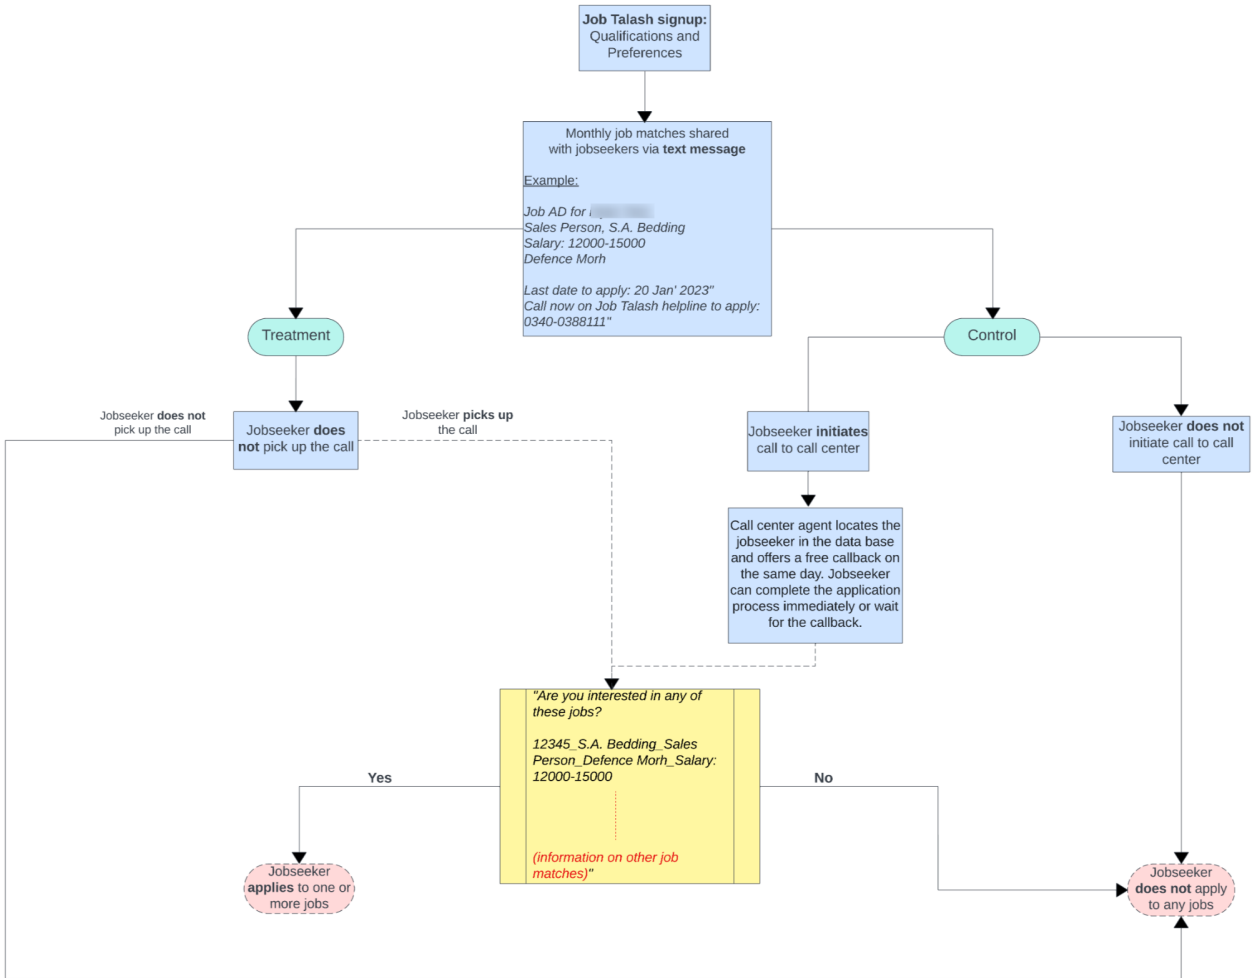 Job Talash signup:
Qualifications and
Preferences
Monthly job matches shared
with jobseekers via text message
Example:
Job AD for
Sales Person, S.A. Bedding
Salary: 12000-15000
Defence Morh
Last date to apply: 20 Jan' 2023"
Call now on Job Talash helpline to apply:
0340-0388111"
Treatment
Control
Jobseeker does not
pick up the call
Jobseeker does
not pick up the call
Jobseeker picks up
the call
Jobseeker initiates
call to call center
Jobseeker does not
initiate call to call
center
Call center agent locates the
jobseeker in the data base
and offers a free callback on
the same day. Jobseeker
can complete the application
process immediately or wait
for the callback.
"Are you interested in any of
these jobs?
12345_S.A. Bedding_Sales
Person_Defence Morh_Salary:
12000-15000
(information on other job
matches)"
Yes
No
Jobseeker
applies to one or
more jobs
Jobseeker
does not apply
to any jobs